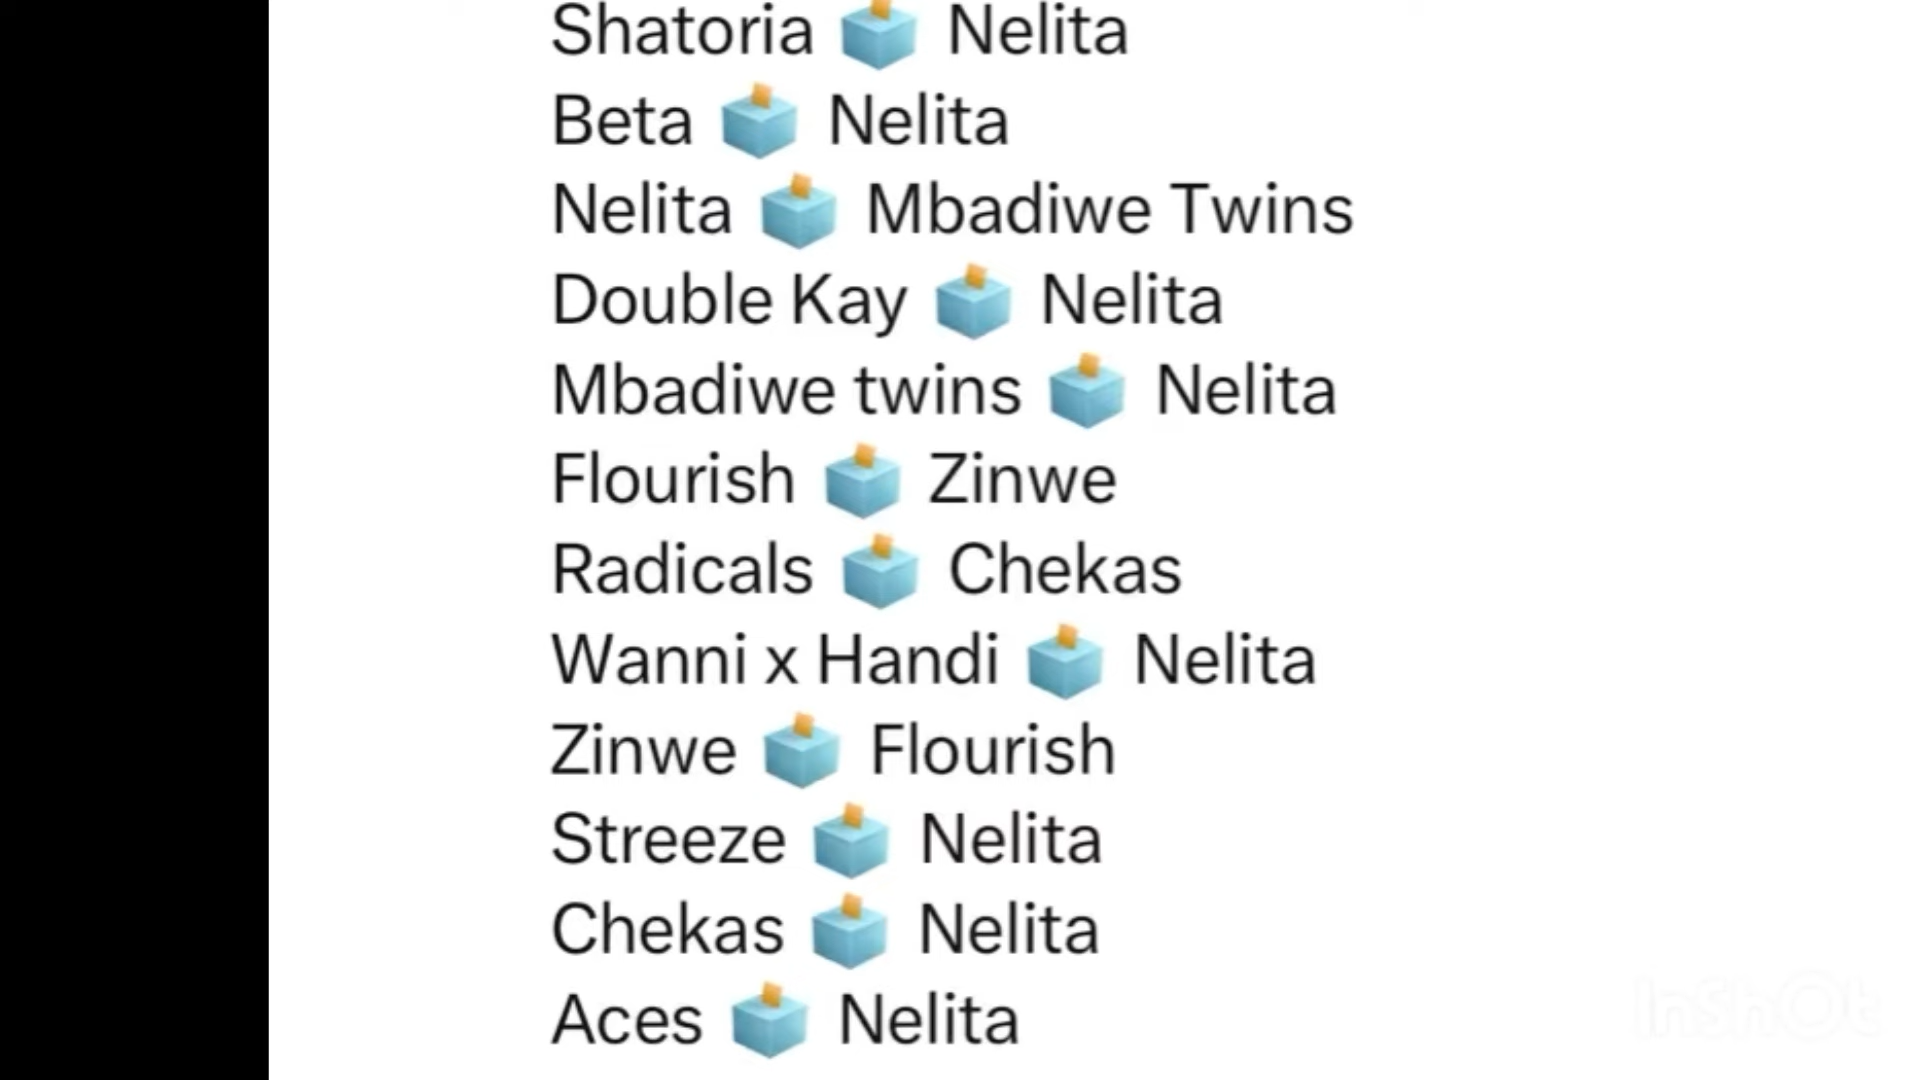 Shatoria 🗳️ Nelita
Beta 🗳️ Nelita
Nelita 🗳️ Mbadiwe Twins
Double Kay 🗳️ Nelita
Mbadiwe twins 🗳️ Nelita
Flourish 🗳️ Zinwe
Radicals 🗳️ Chekas
Wanni x Handi 🗳️ Nelita
Zinwe 🗳️ Flourish
Streeze 🗳️ Nelita
Chekas 🗳️ Nelita
Aces 🗳️ Nelita
InShOt